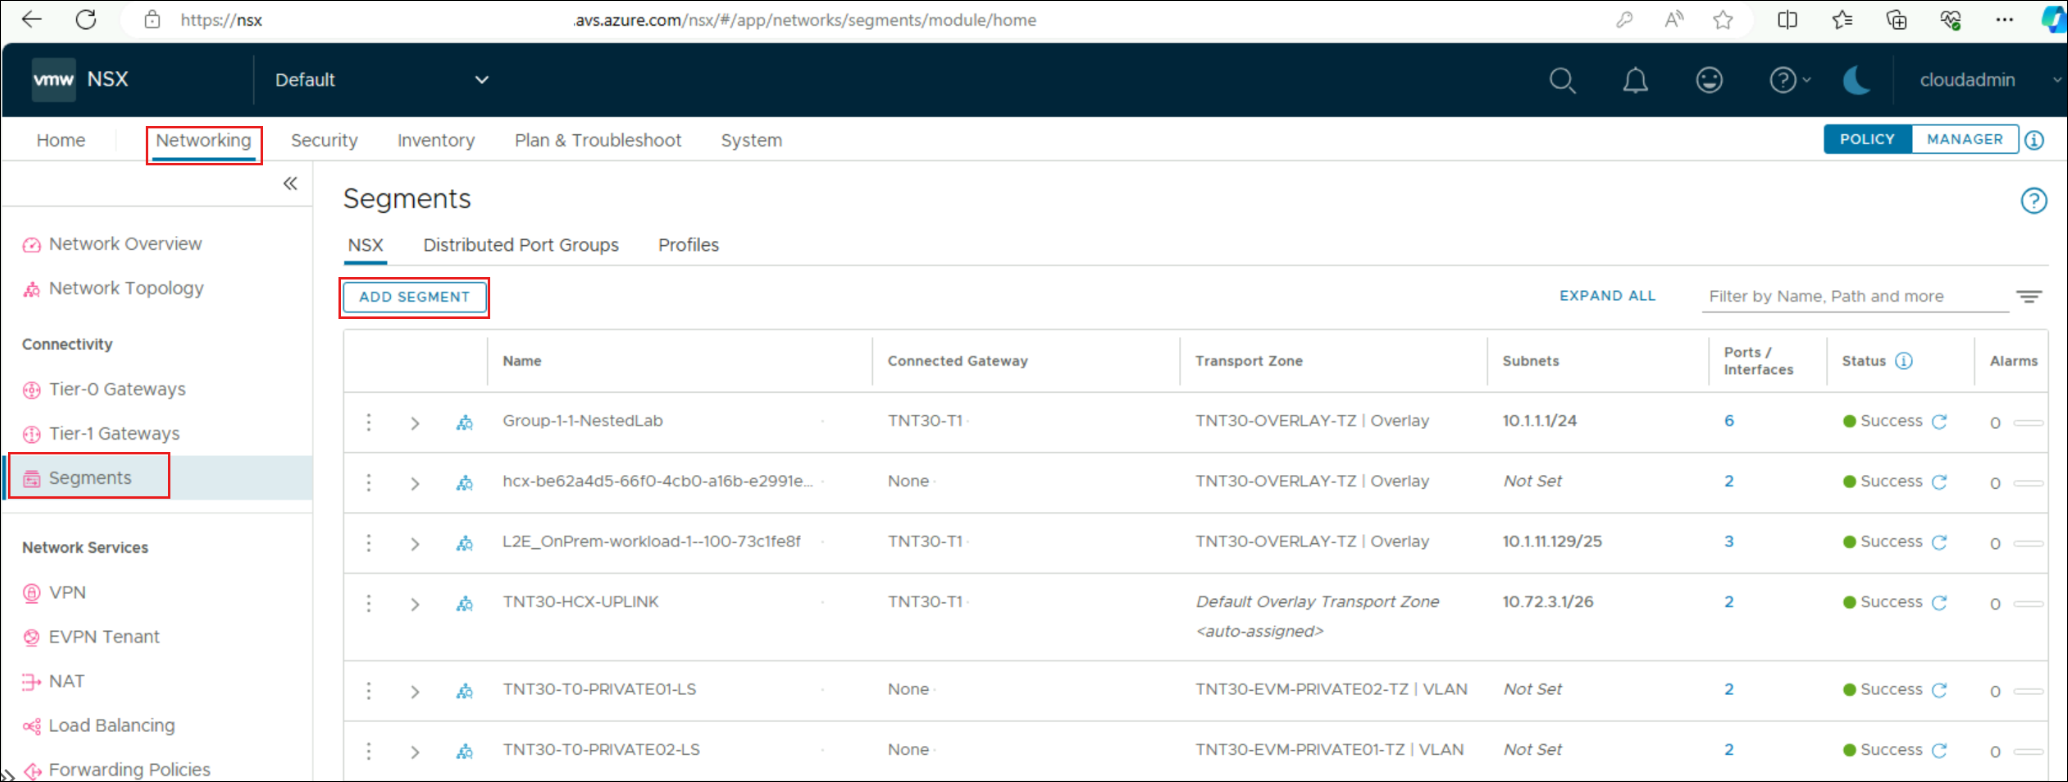 https://nsx .avs.azure.com/nsx/#/app/networks/segments/module/home
vmw NSX Default cloudadmin
Home Networking Security Inventory Plan & Troubleshoot System POLICY MANAGER
Segments
Network Overview
Network Topology
Connectivity
Tier-0 Gateways
Tier-1 Gateways
Segments
Network Services
VPN
EVPN Tenant
NAT
Load Balancing
Forwarding Policies
NSX Distributed Port Groups Profiles
ADD SEGMENT EXPAND ALL Filter by Name, Path and more
Name Connected Gateway Transport Zone Subnets Ports / Interfaces Status Alarms
Group-1-1-NestedLab TNT30-T1 TNT30-OVERLAY-TZ | Overlay 10.1.1.1/24 6 Success 0
hcx-be62a4d5-66f0-4cb0-a16b-e2991e... None TNT30-OVERLAY-TZ | Overlay Not Set 2 Success 0
L2E_OnPrem-workload-1--100-73c1fe8f TNT30-T1 TNT30-OVERLAY-TZ | Overlay 10.1.11.129/25 3 Success 0
TNT30-HCX-UPLINK TNT30-T1 Default Overlay Transport Zone 10.72.3.1/26 2 Success 0
<auto-assigned>
TNT30-T0-PRIVATE01-LS None TNT30-EVM-PRIVATE02-TZ | VLAN Not Set 2 Success 0
TNT30-T0-PRIVATE02-LS None TNT30-EVM-PRIVATE01-TZ | VLAN Not Set 2 Success 0